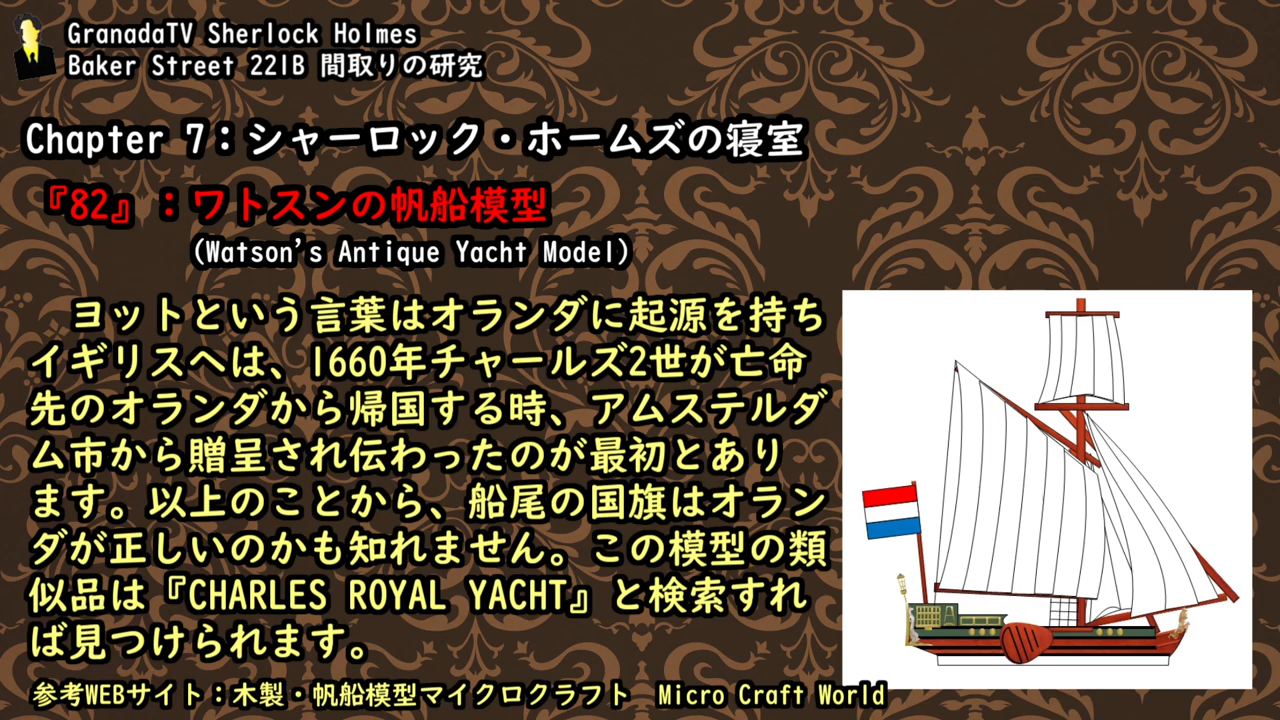 GranadaTV Sherlock Holmes
Baker Street 221B 間取りの研究
Chapter 7：シャーロック・ホームズの寝室
『82』：ワトスンの帆船模型
(Watson's Antique Yacht Model)
ヨットという言葉はオランダに起源を持ち
イギリスへは、1660年チャールズ2世が亡命
先のオランダから帰国する時、アムステルダ
ム市から贈呈され伝わったのが最初とあり
ます。以上のことから、船尾の国旗はオラン
ダが正しいのかも知れません。この模型の類
似品は『CHARLES ROYAL YACHT』と検索すれ
ば見つけられます。
参考WEBサイト：木製・帆船模型マイクロクラフト　Micro Craft World